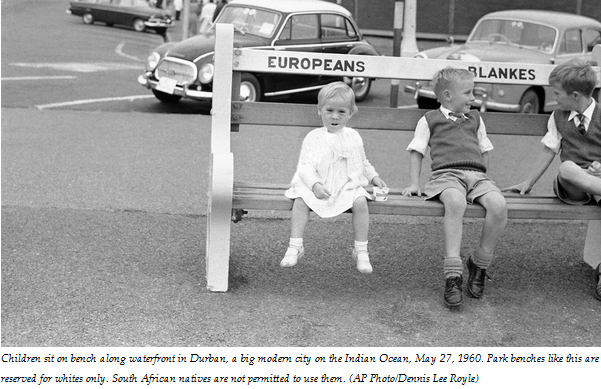 EUROPEANS BLANKES
Children sit on bench along waterfront in Durban, a big modern city on the Indian Ocean, May 27, 1960. Park benches like this are
reserved for whites only. South African natives are not permitted to use them. (AP Photo/Dennis Lee Royle)